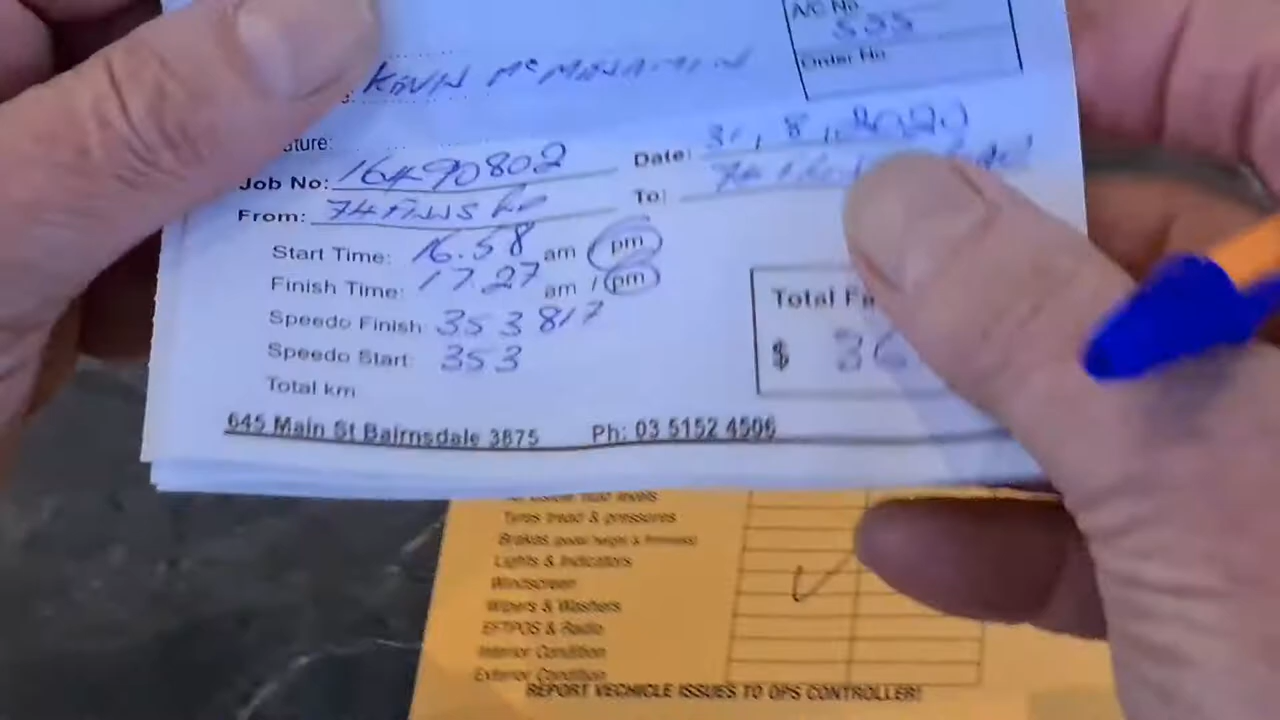 A/C No
555
Order No
KEVIN McMENAMIN
Job No: 16490802
Date: 31, 8, 2020
From: 74
To: 74
Start Time: 16.58 am pm
Finish Time: 17.27 am / pm
Speedo Finish 353 817
Speedo Start: 353
Total km
Total
$ 36
645 Main St Bairnsdale 3875 Ph: 03 5152 4506
Tyres tread & pressures
Brakes
Lights & Indicators
Windscreen
Wipers & Washers
EFTPOS & Radio
Interior Condition
Exterior Condition
REPORT VECHICLE ISSUES TO OPS CONTROLLER!